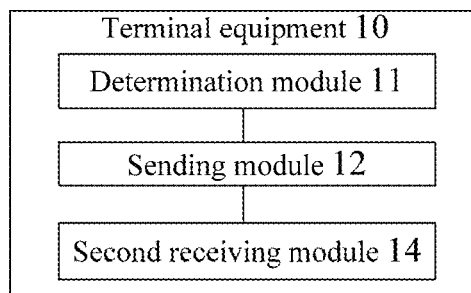 Terminal equipment 10
Determination module 11
Sending module 12
Second receiving module 14